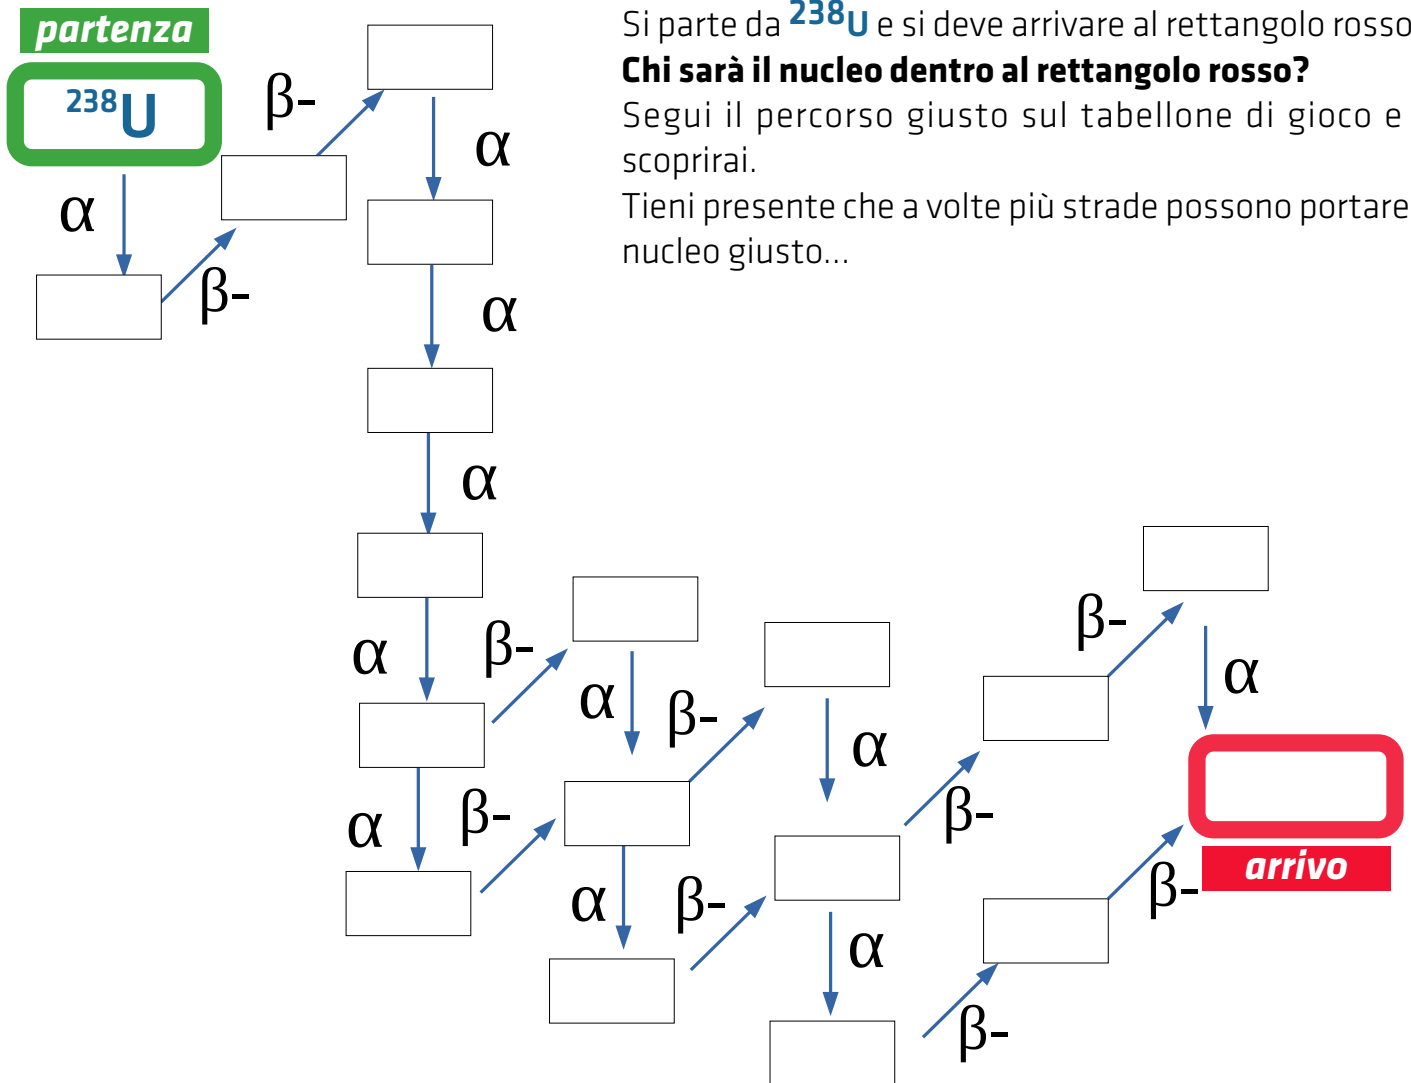 partenza
238U
Si parte da 238U e si deve arrivare al rettangolo rosso
Chi sarà il nucleo dentro al rettangolo rosso?
Segui il percorso giusto sul tabellone di gioco e
scoprirai.
Tieni presente che a volte più strade possono portare
nucleo giusto...
β-
α
α
β-
α
α
β-
α
β-
α
β-
α
α
β-
α
β-
α
β-
β-
arrivo
α
β-
α
β-